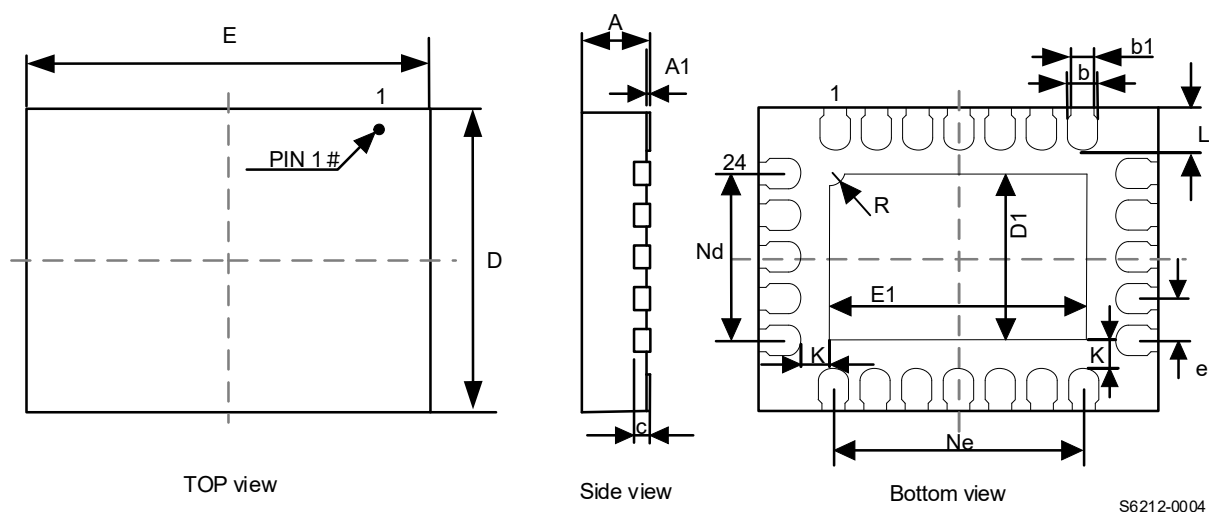 E
1
PIN 1 #
D
TOP view
A
A1
c
Side view
b1
b
1
L
24
R
Nd
D1
E1
K
K
e
Ne
Bottom view
S6212-0004